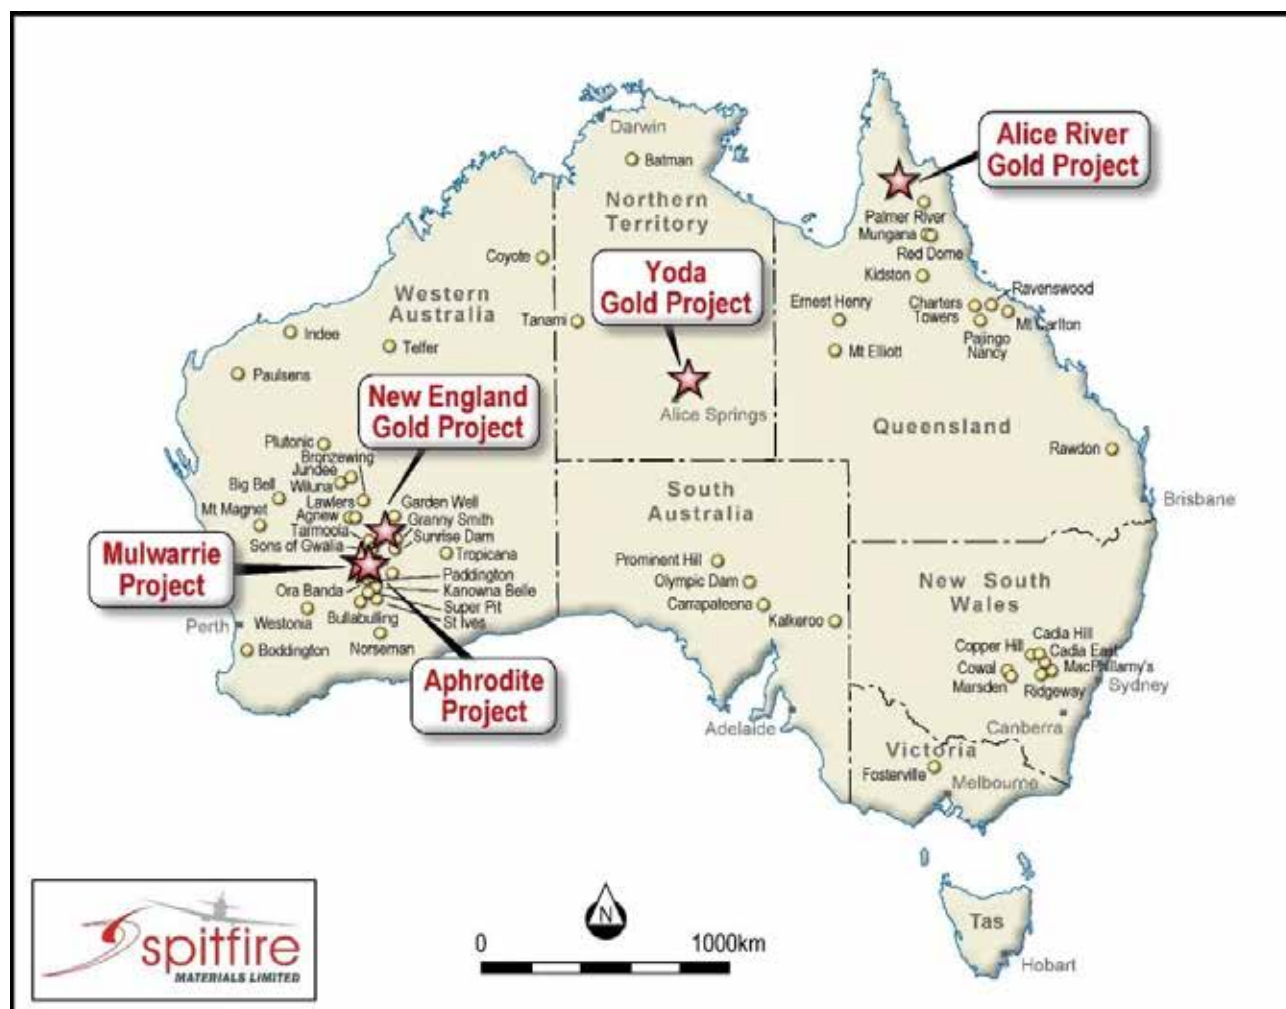 Darwin
Batman
Northern
Territory
Alice River
Gold Project
Palmer River
Mungana
Red Dome
Kidston
Coyote
Yoda
Gold Project
Ernest Henry
Charters
Towers
Ravenswood
Mt Carlton
Pajingo
Nancy
Western
Australia
Tanami
Indee
Telfer
Mt Elliott
Paulsens
Alice Springs
New England
Gold Project
Queensland
Rawdon
Plutonic
Bronzewing
Jundee
Wiluna
Big Bell
Lawlers
Mt Magnet
Agnew
Tarmoola
Sons of Gwalia
Garden Well
Granny Smith
Sunrise Dam
Tropicana
South
Australia
Brisbane
Mulwarrie
Project
Prominent Hill
Olympic Dam
Carrapateena
Kalkeroo
New South
Wales
Ora Banda
Paddington
Kanowna Belle
Super Pit
St Ives
Bullabulling
Westonia
Perth
Boddington
Norseman
Copper Hill
Cadia Hill
Cadia East
Cowal
MacPhillamy's
Marsden
Ridgeway
Sydney
Aphrodite
Project
Adelaide
Canberra
Victoria
Fosterville
Melbourne
Tas
Hobart
spitfire
MATERIALS LIMITED
N
0 1000km